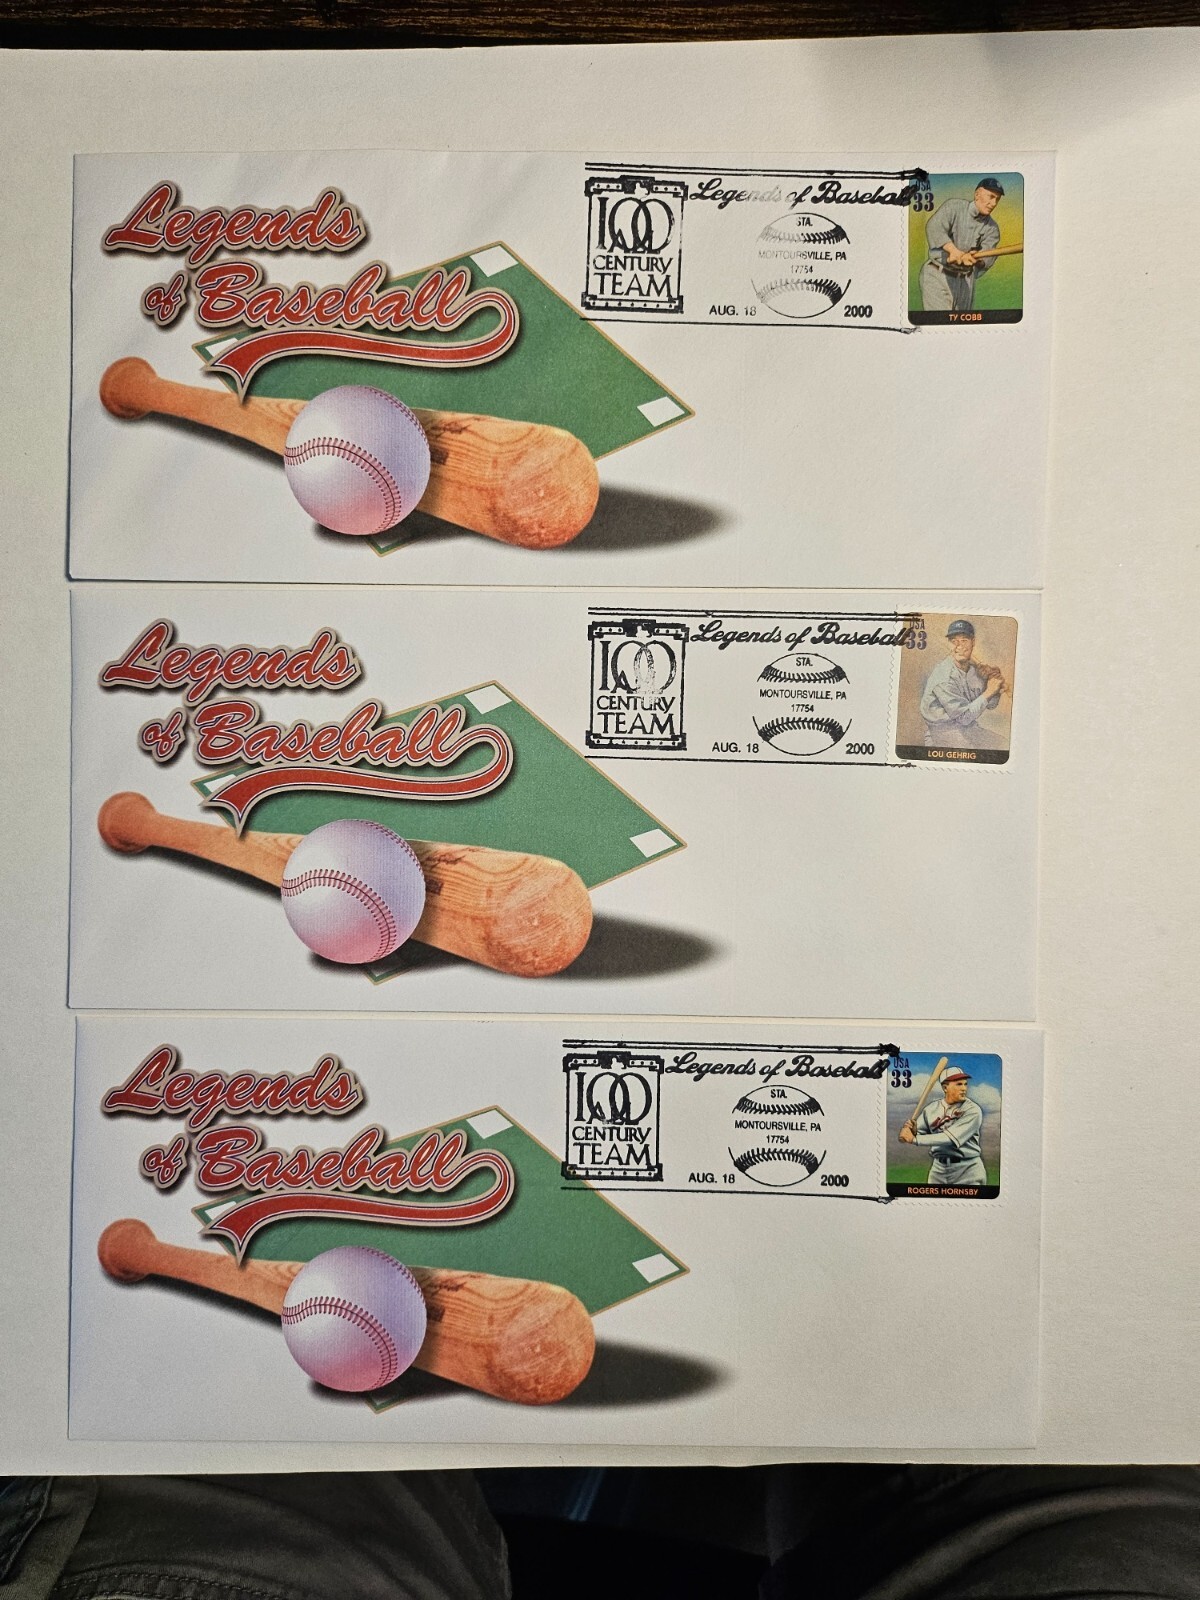 Legends
of Baseball
Legends of Baseball
100
CENTURY
TEAM
STA.
MONTOURSVILLE, PA
17754
AUG. 18 2000
USA
33
TY COBB
Legends
of Baseball
Legends of Baseball
100
CENTURY
TEAM
STA.
MONTOURSVILLE, PA
17754
AUG. 18 2000
USA
33
LOU GEHRIG
Legends
of Baseball
Legends of Baseball
100
CENTURY
TEAM
STA.
MONTOURSVILLE, PA
17754
AUG. 18 2000
USA
33
ROGERS HORNSBY